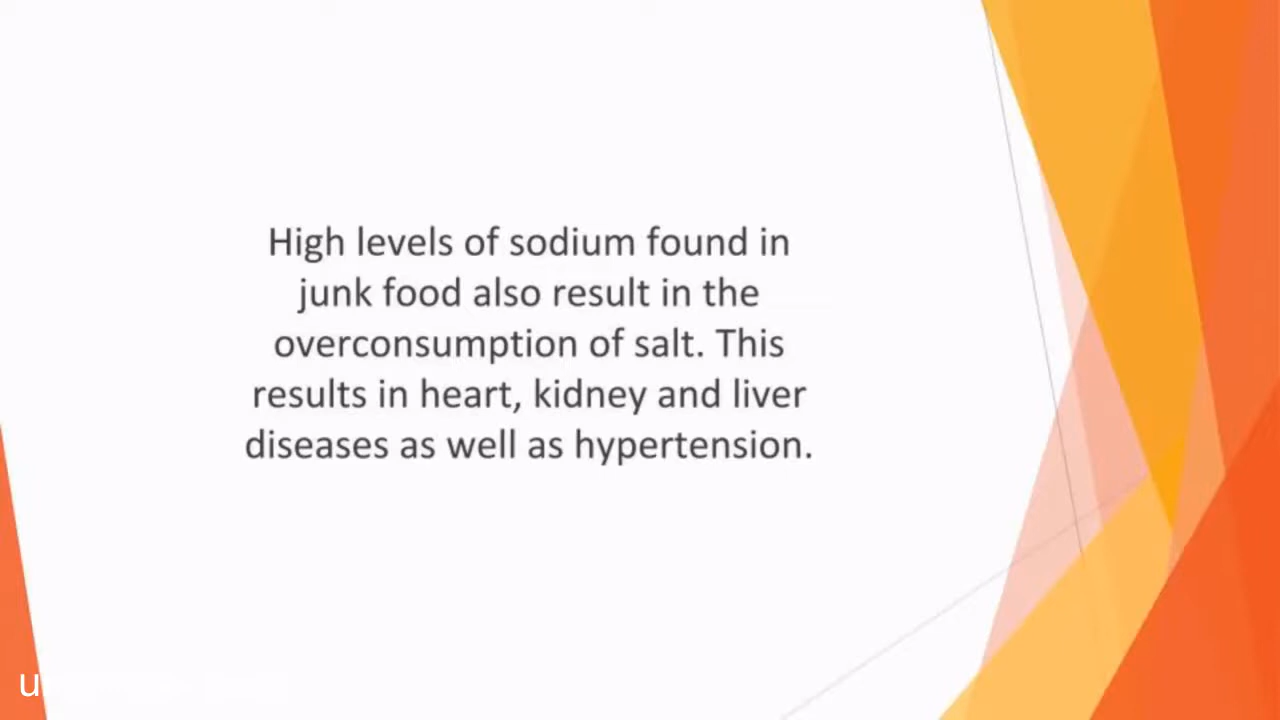 High levels of sodium found in
junk food also result in the
overconsumption of salt. This
results in heart, kidney and liver
diseases as well as hypertension.